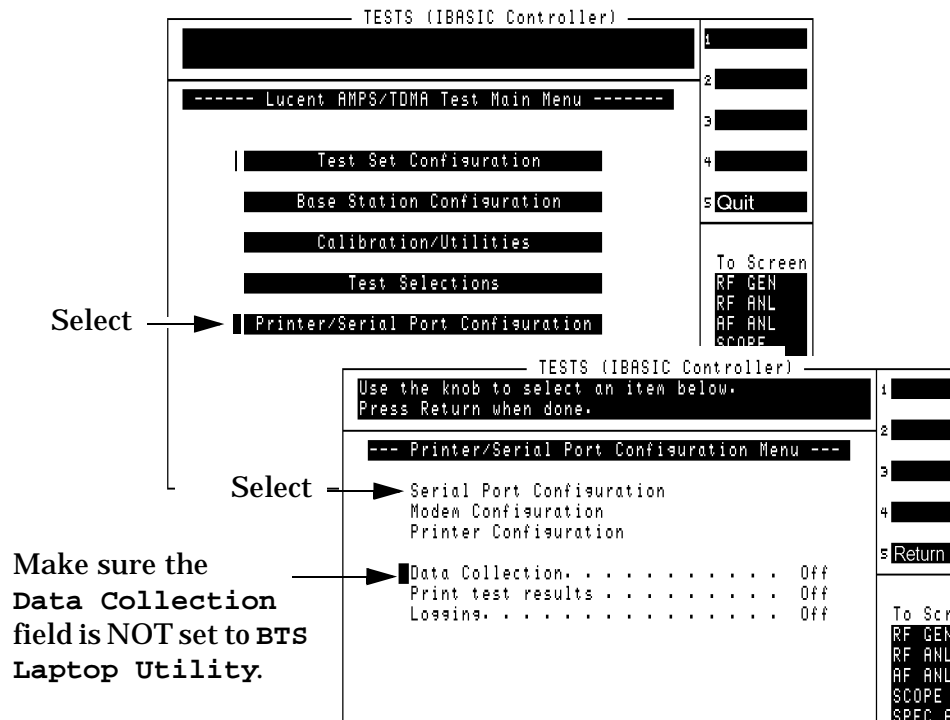 TESTS (IBASIC Controller)
1
2
------ Lucent AMPS/TDMA Test Main Menu -------
3
Test Set Configuration
4
Base Station Configuration
5 Quit
Calibration/Utilities
To Screen
Test Selections
RF GEN
RF ANL
Select
Printer/Serial Port Configuration
AF ANL
SCOPE
TESTS (IBASIC Controller)
Use the knob to select an item below.
Press Return when done.
1
2
--- Printer/Serial Port Configuration Menu ---
3
Select
Serial Port Configuration
Modem Configuration
4
Printer Configuration
5 Return
Make sure the
Data Collection
field is NOT set to BTS
Laptop Utility.
Data Collection. . . . . . . . . . . . Off
Print test results . . . . . . . . . . Off
Logging. . . . . . . . . . . . . . . . Off
To Scr
RF GEN
RF ANL
AF ANL
SCOPE
SPEC A